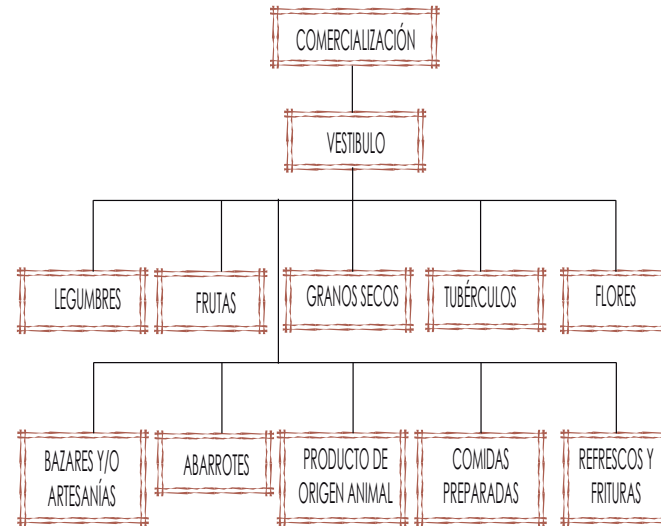 COMERCIALIZACIÓN
VESTIBULO
LEGUMBRES
FRUTAS
GRANOS SECOS
TUBÉRCULOS
FLORES
BAZARES Y/O
ARTESANÍAS
ABARROTES
PRODUCTO DE
ORIGEN ANIMAL
COMIDAS
PREPARADAS
REFRESCOS Y
FRITURAS